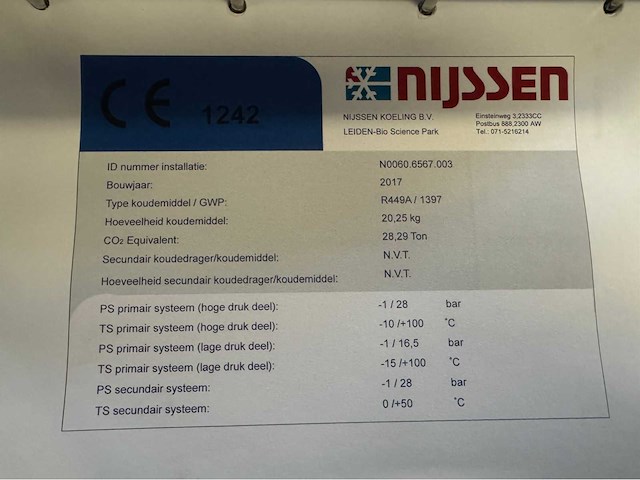 CE 1242
NIJSSEN
NIJSSEN KOELING B.V.
LEIDEN-Bio Science Park
Einsteinweg 3,2333CC
Postbus 888,2300 AW
Tel.: 071-5216214
ID nummer installatie: N0060.6567.003
Bouwjaar: 2017
Type koudemiddel / GWP: R449A / 1397
Hoeveelheid koudemiddel: 20,25 kg
CO2 Equivalent: 28,29 Ton
Secundair koudedrager/koudemiddel: N.V.T.
Hoeveelheid secundair koudedrager/koudemiddel: N.V.T.
PS primair systeem (hoge druk deel): -1 / 28 bar
TS primair systeem (hoge druk deel): -10 /+100 °C
PS primair systeem (lage druk deel): -1 / 16,5 bar
TS primair systeem (lage druk deel): -15 /+100 °C
PS secundair systeem: -1 / 28 bar
TS secundair systeem: 0 /+50 °C